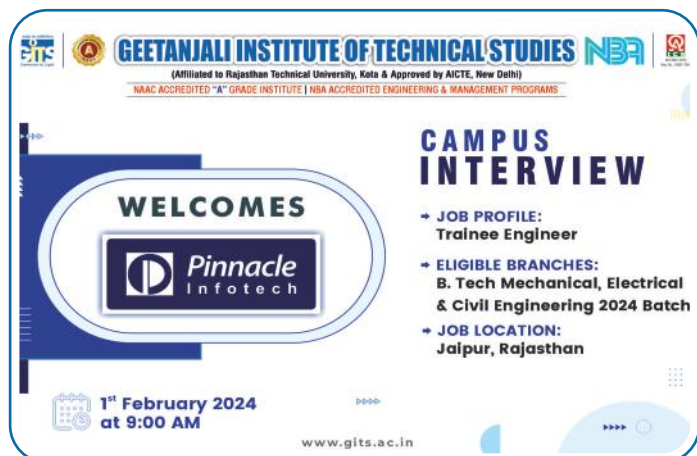 GITS
A
GEETANJALI INSTITUTE OF TECHNICAL STUDIES
NBA
(Affiliated to Rajasthan Technical University, Kota & Approved by AICTE, New Delhi)
NAAC ACCREDITED "A" GRADE INSTITUTE | NBA ACCREDITED ENGINEERING & MANAGEMENT PROGRAMS
WELCOMES
Pinnacle
Infotech
CAMPUS
INTERVIEW
JOB PROFILE:
Trainee Engineer
ELIGIBLE BRANCHES:
B. Tech Mechanical, Electrical
& Civil Engineering 2024 Batch
JOB LOCATION:
Jaipur, Rajasthan
1st February 2024
at 9:00 AM
www.gits.ac.in